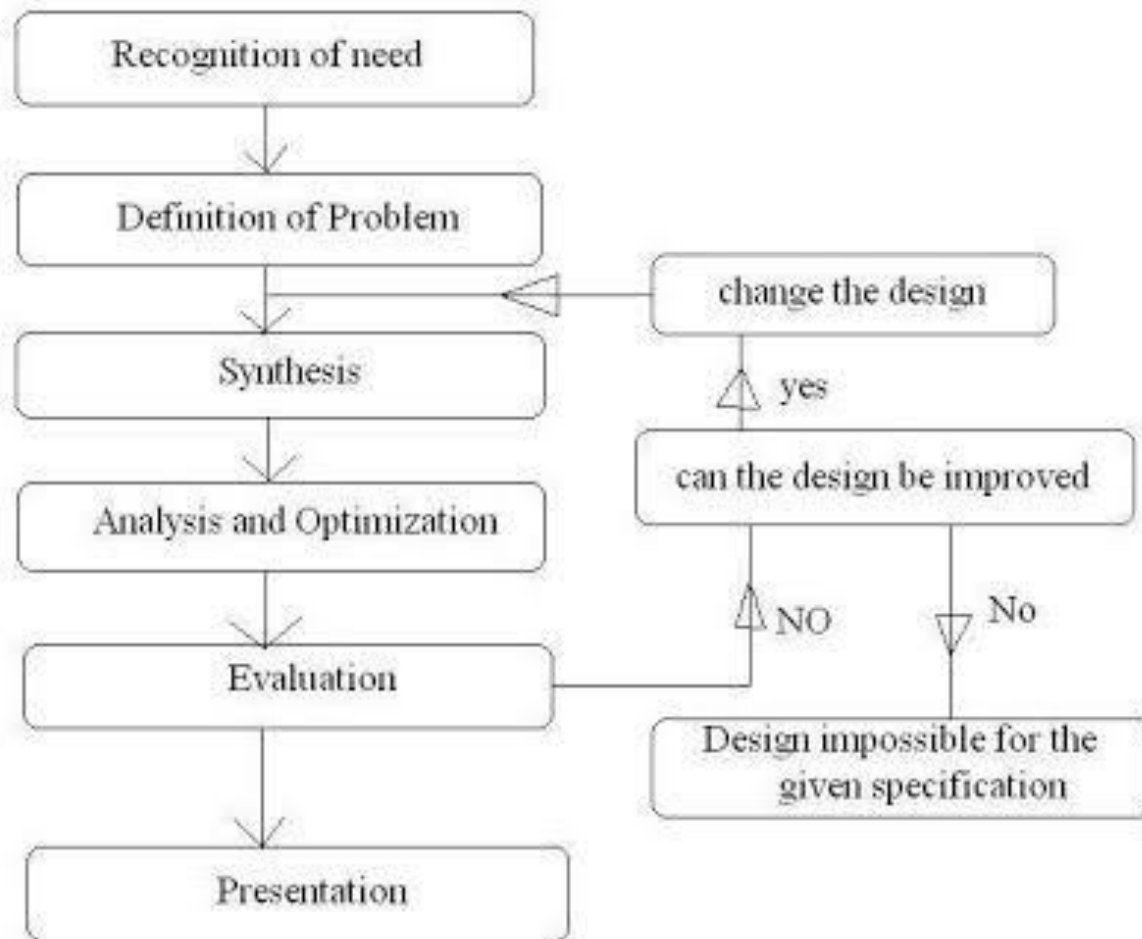 Recognition of need
Definition of Problem
change the design
Synthesis
yes
can the design be improved
Analysis and Optimization
NO
No
Evaluation
Design impossible for the
given specification
Presentation